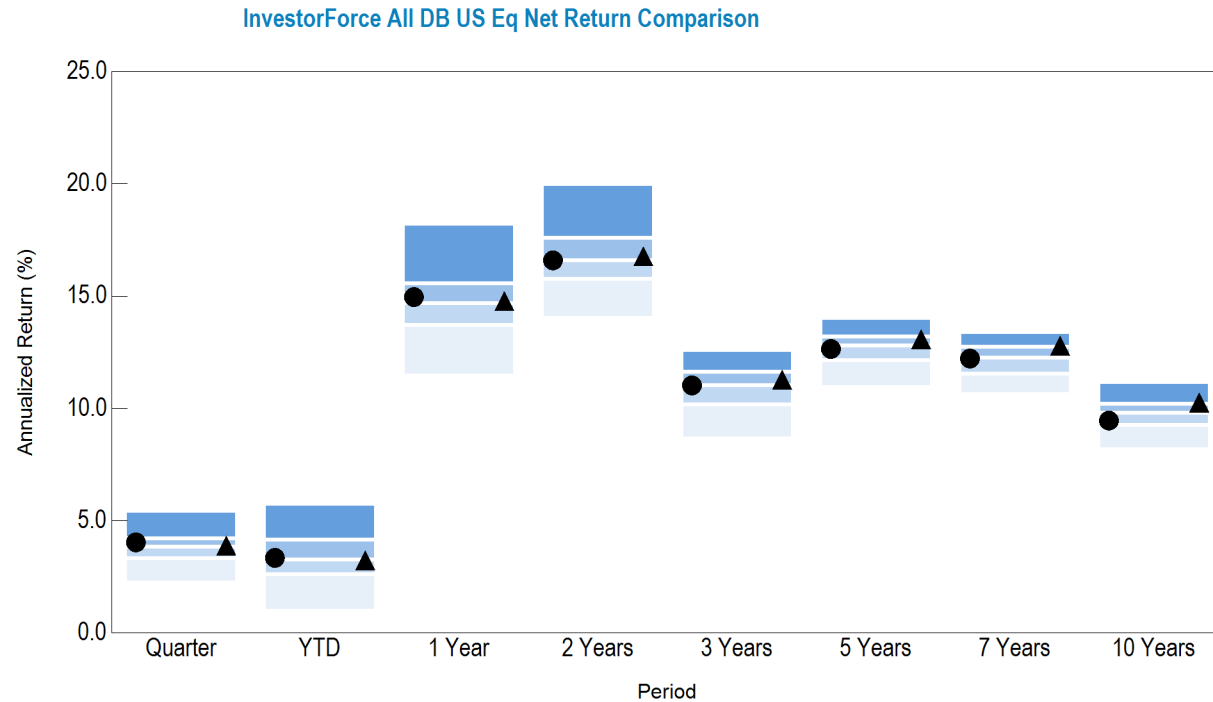 InvestorForce All DB US Eq Net Return Comparison
25.0
20.0
15.0
10.0
5.0
0.0
Annualized Return (%)
Quarter YTD 1 Year 2 Years 3 Years 5 Years 7 Years 10 Years
Period